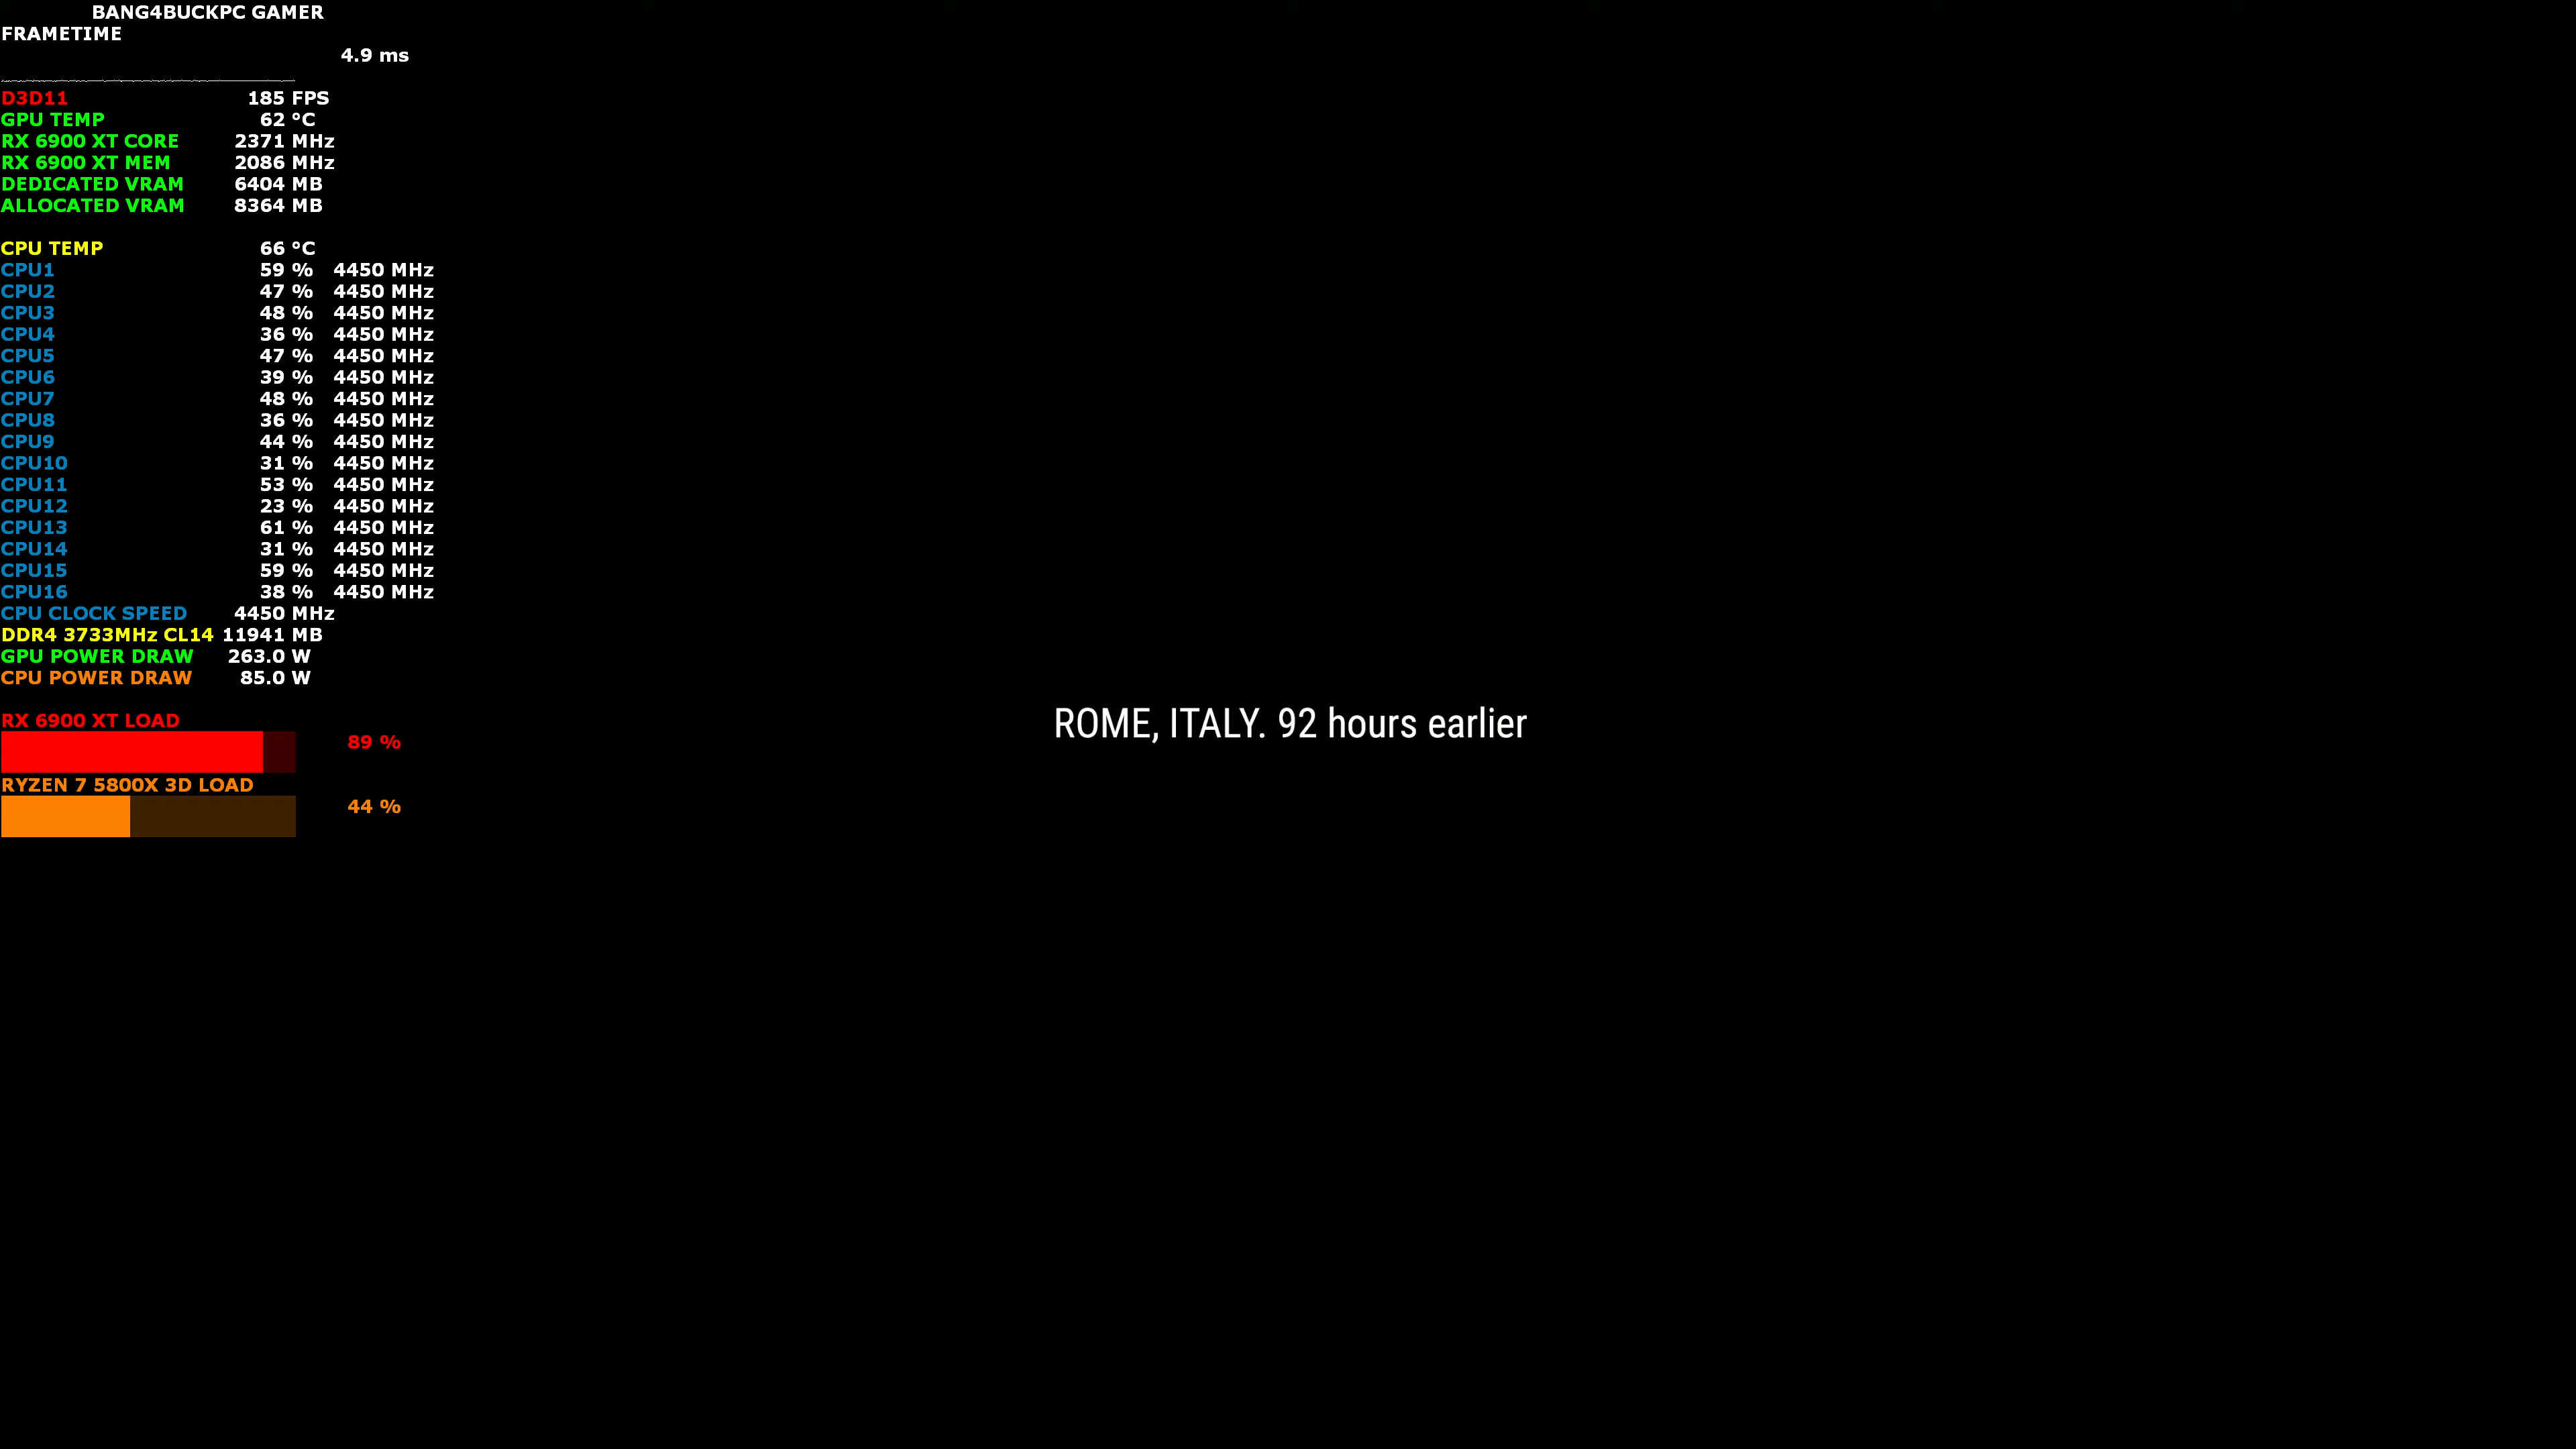 BANG4BUCKPC GAMER
FRAMETIME
4.9 ms
D3D11 185 FPS
GPU TEMP 62 °C
RX 6900 XT CORE 2371 MHz
RX 6900 XT MEM 2086 MHz
DEDICATED VRAM 6404 MB
ALLOCATED VRAM 8364 MB
CPU TEMP 66 °C
CPU1 59 % 4450 MHz
CPU2 47 % 4450 MHz
CPU3 48 % 4450 MHz
CPU4 36 % 4450 MHz
CPU5 47 % 4450 MHz
CPU6 39 % 4450 MHz
CPU7 48 % 4450 MHz
CPU8 36 % 4450 MHz
CPU9 44 % 4450 MHz
CPU10 31 % 4450 MHz
CPU11 53 % 4450 MHz
CPU12 23 % 4450 MHz
CPU13 61 % 4450 MHz
CPU14 31 % 4450 MHz
CPU15 59 % 4450 MHz
CPU16 38 % 4450 MHz
CPU CLOCK SPEED 4450 MHz
DDR4 3733MHz CL14 11941 MB
GPU POWER DRAW 263.0 W
CPU POWER DRAW 85.0 W
RX 6900 XT LOAD
89 %
RYZEN 7 5800X 3D LOAD
44 %
ROME, ITALY. 92 hours earlier